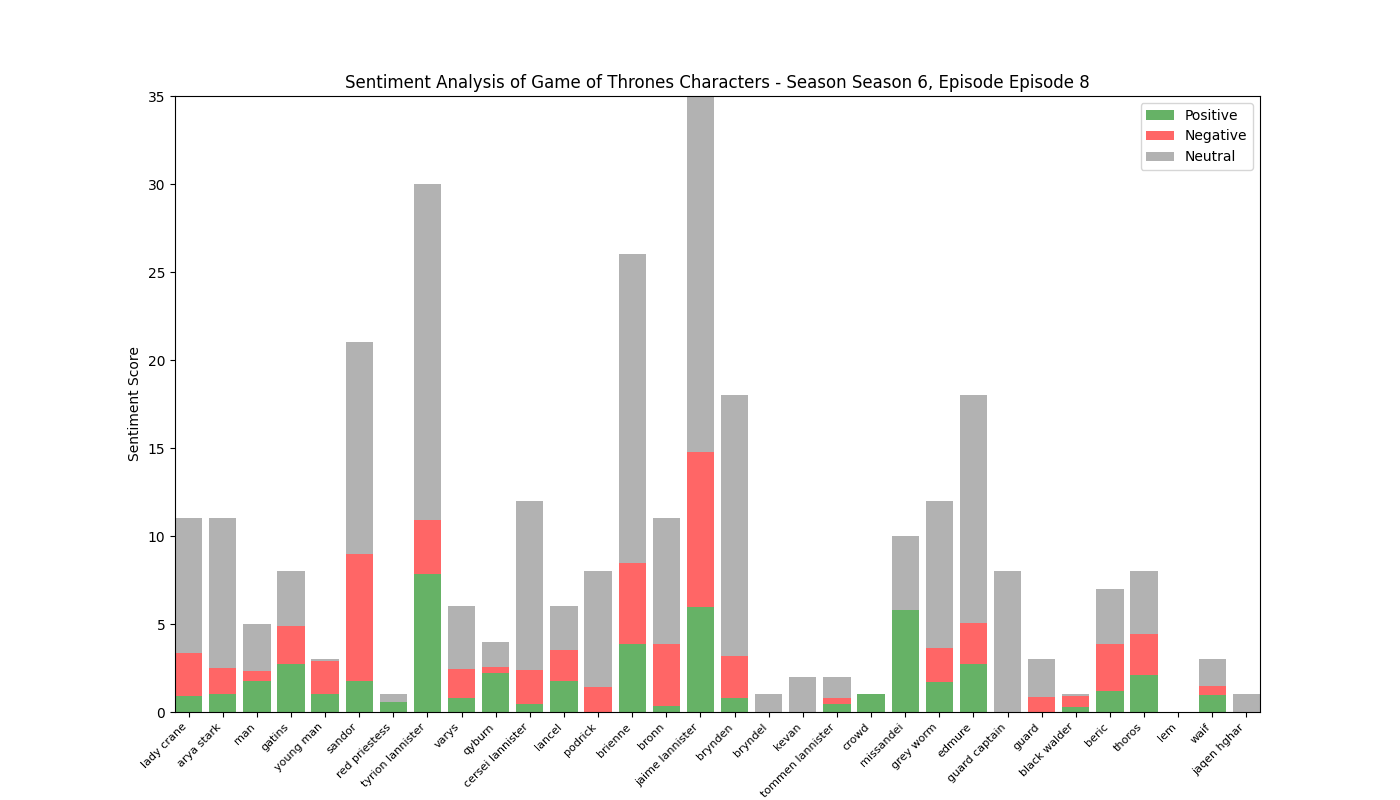 Sentiment Analysis of Game of Thrones Characters - Season Season 6, Episode Episode 8
35
30
25
20
15
10
5
0
Sentiment Score
Positive
Negative
Neutral
lady crane
arya stark
man
gatins
young man
sandor
red priestess
tyrion lannister
varys
qyburn
cersei lannister
lancel
podrick
brienne
bronn
jaime lannister
brynden
bryndel
kevan
tommen lannister
crowd
missandei
grey worm
edmure
guard captain
guard
black walder
beric
thoros
lem
waif
jaqen hghar